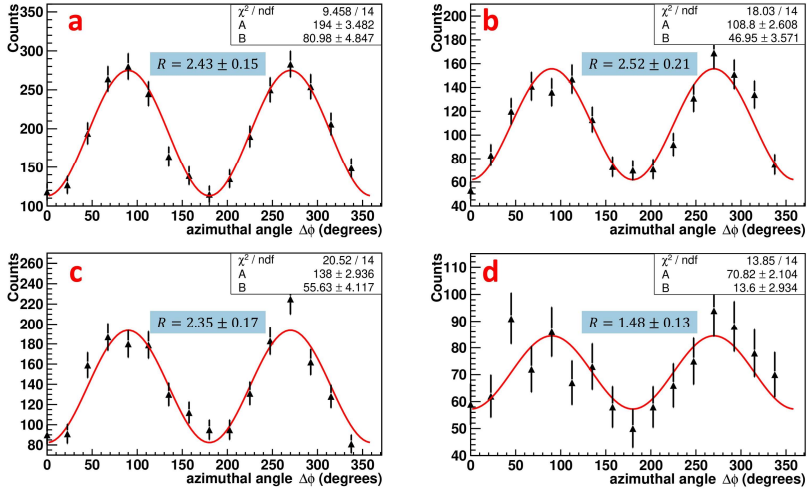 a
χ² / ndf 9.458 / 14
A 194 ± 3.482
B 80.98 ± 4.847
R = 2.43 ± 0.15
Counts
350
300
250
200
150
100
0 50 100 150 200 250 300 350
azimuthal angle Δϕ (degrees)
b
χ² / ndf 18.03 / 14
A 108.8 ± 2.608
B 46.95 ± 3.571
R = 2.52 ± 0.21
Counts
200
180
160
140
120
100
80
60
40
0 50 100 150 200 250 300 350
azimuthal angle Δϕ (degrees)
c
χ² / ndf 20.52 / 14
A 138 ± 2.936
B 55.63 ± 4.117
R = 2.35 ± 0.17
Counts
260
240
220
200
180
160
140
120
100
80
0 50 100 150 200 250 300 350
azimuthal angle Δϕ (degrees)
d
χ² / ndf 13.85 / 14
A 70.82 ± 2.104
B 13.6 ± 2.934
R = 1.48 ± 0.13
Counts
110
100
90
80
70
60
50
40
0 50 100 150 200 250 300 350
azimuthal angle Δϕ (degrees)